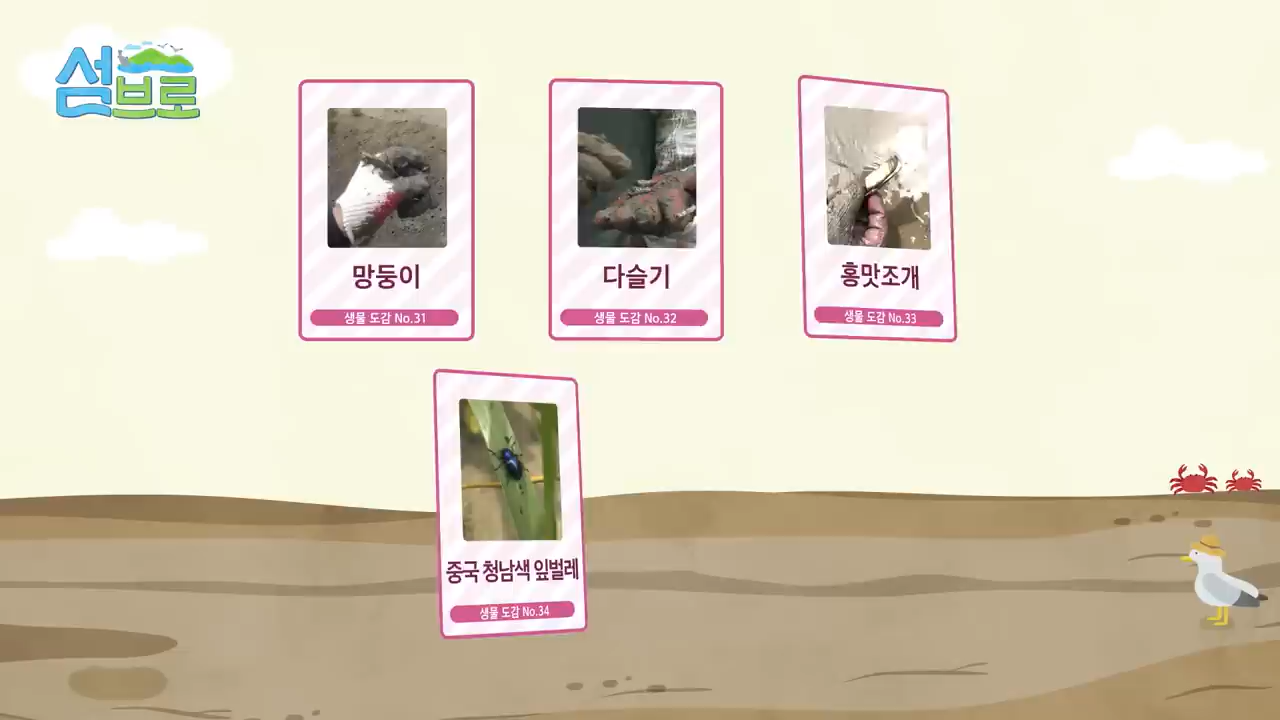 섬브로
망둥이
생물 도감 No.31
다슬기
생물 도감 No.32
홍맛조개
생물 도감 No.33
중국 청남색 잎벌레
생물 도감 No.34